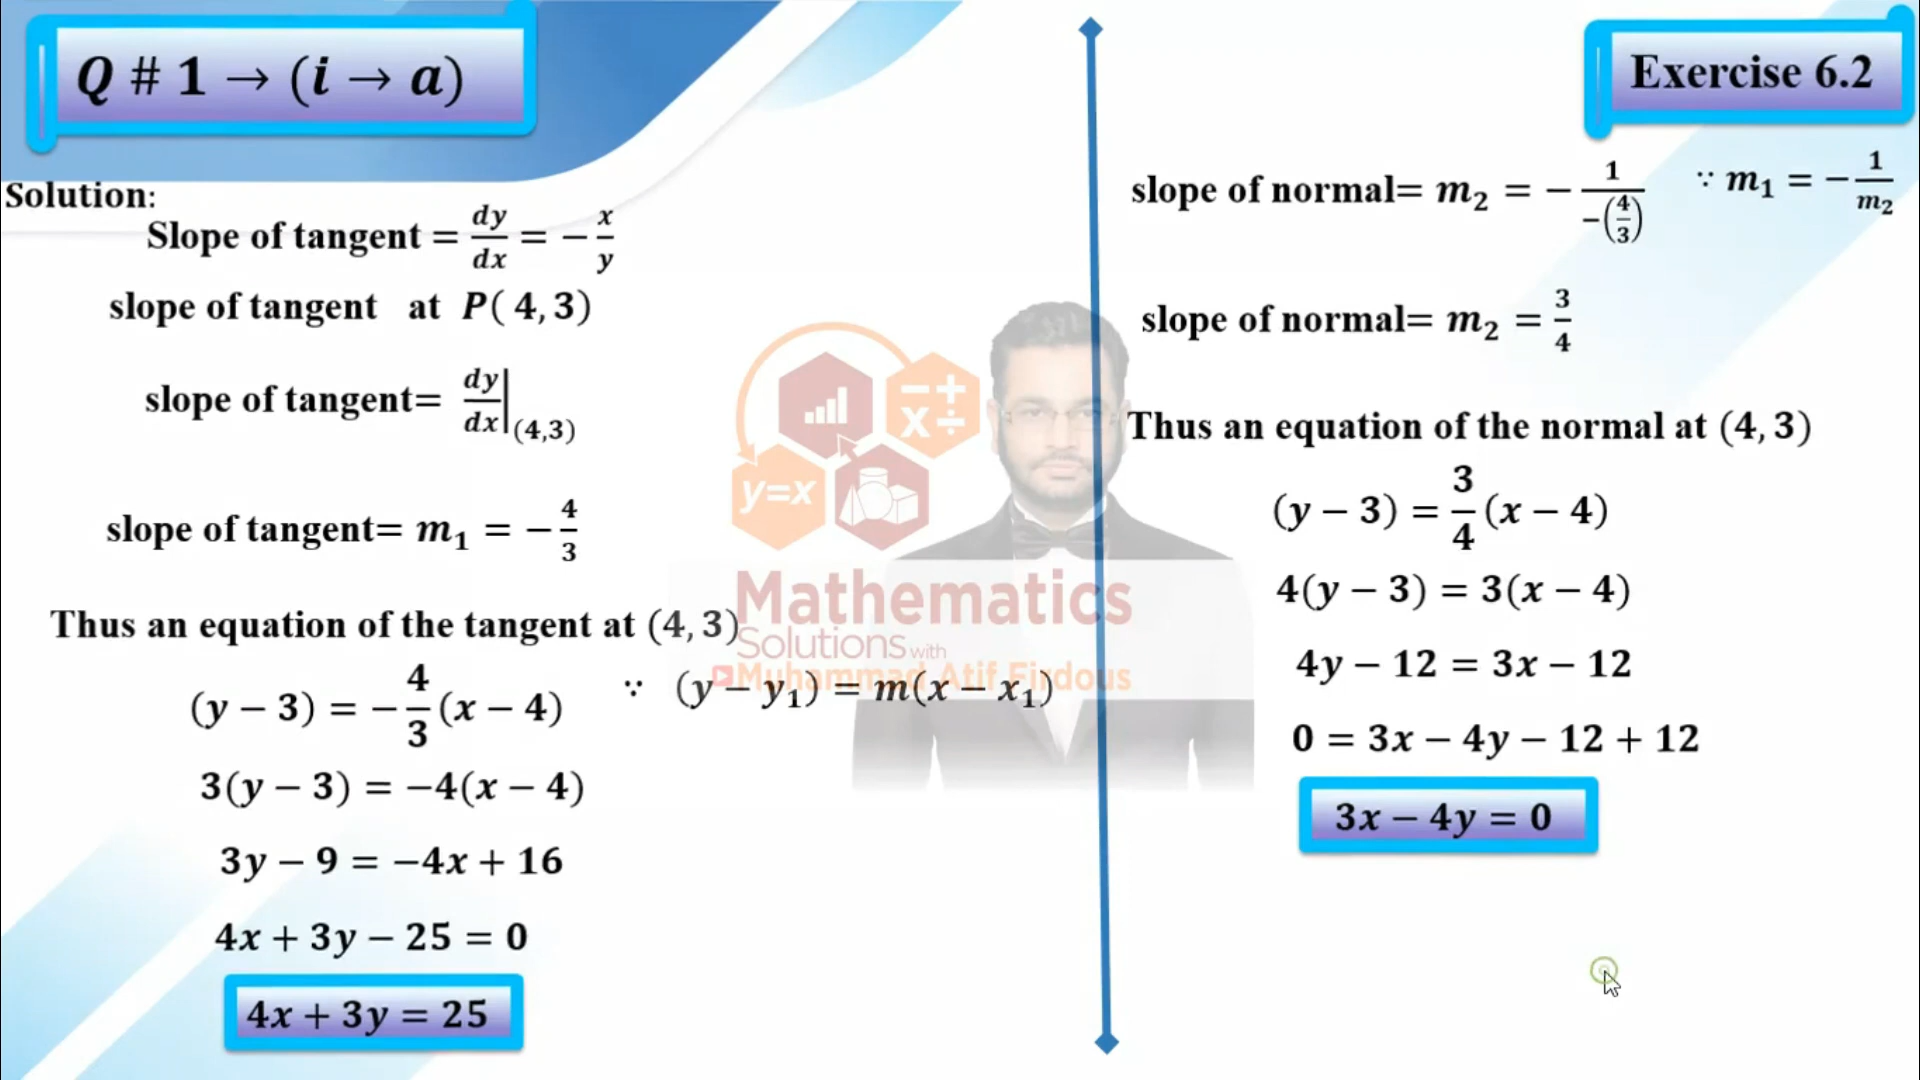 Q # 1 → (i → a)
Exercise 6.2
Solution:
Slope of tangent = dy/dx = − x/y
slope of tangent at P( 4, 3)
slope of tangent= dy/dx|(4,3)
slope of tangent= m₁ = − 4/3
Thus an equation of the tangent at (4, 3)
(y − 3) = − 4/3 (x − 4) ∵ (y − y₁) = m(x − x₁)
3(y − 3) = −4(x − 4)
3y − 9 = −4x + 16
4x + 3y − 25 = 0
4x + 3y = 25
slope of normal= m₂ = − 1/−(4/3) ∵ m₁ = − 1/m₂
slope of normal= m₂ = 3/4
Thus an equation of the normal at (4, 3)
(y − 3) = 3/4 (x − 4)
4(y − 3) = 3(x − 4)
4y − 12 = 3x − 12
0 = 3x − 4y − 12 + 12
3x − 4y = 0
y=x
Mathematics
Solutions with
Muhammad Atif Firdous